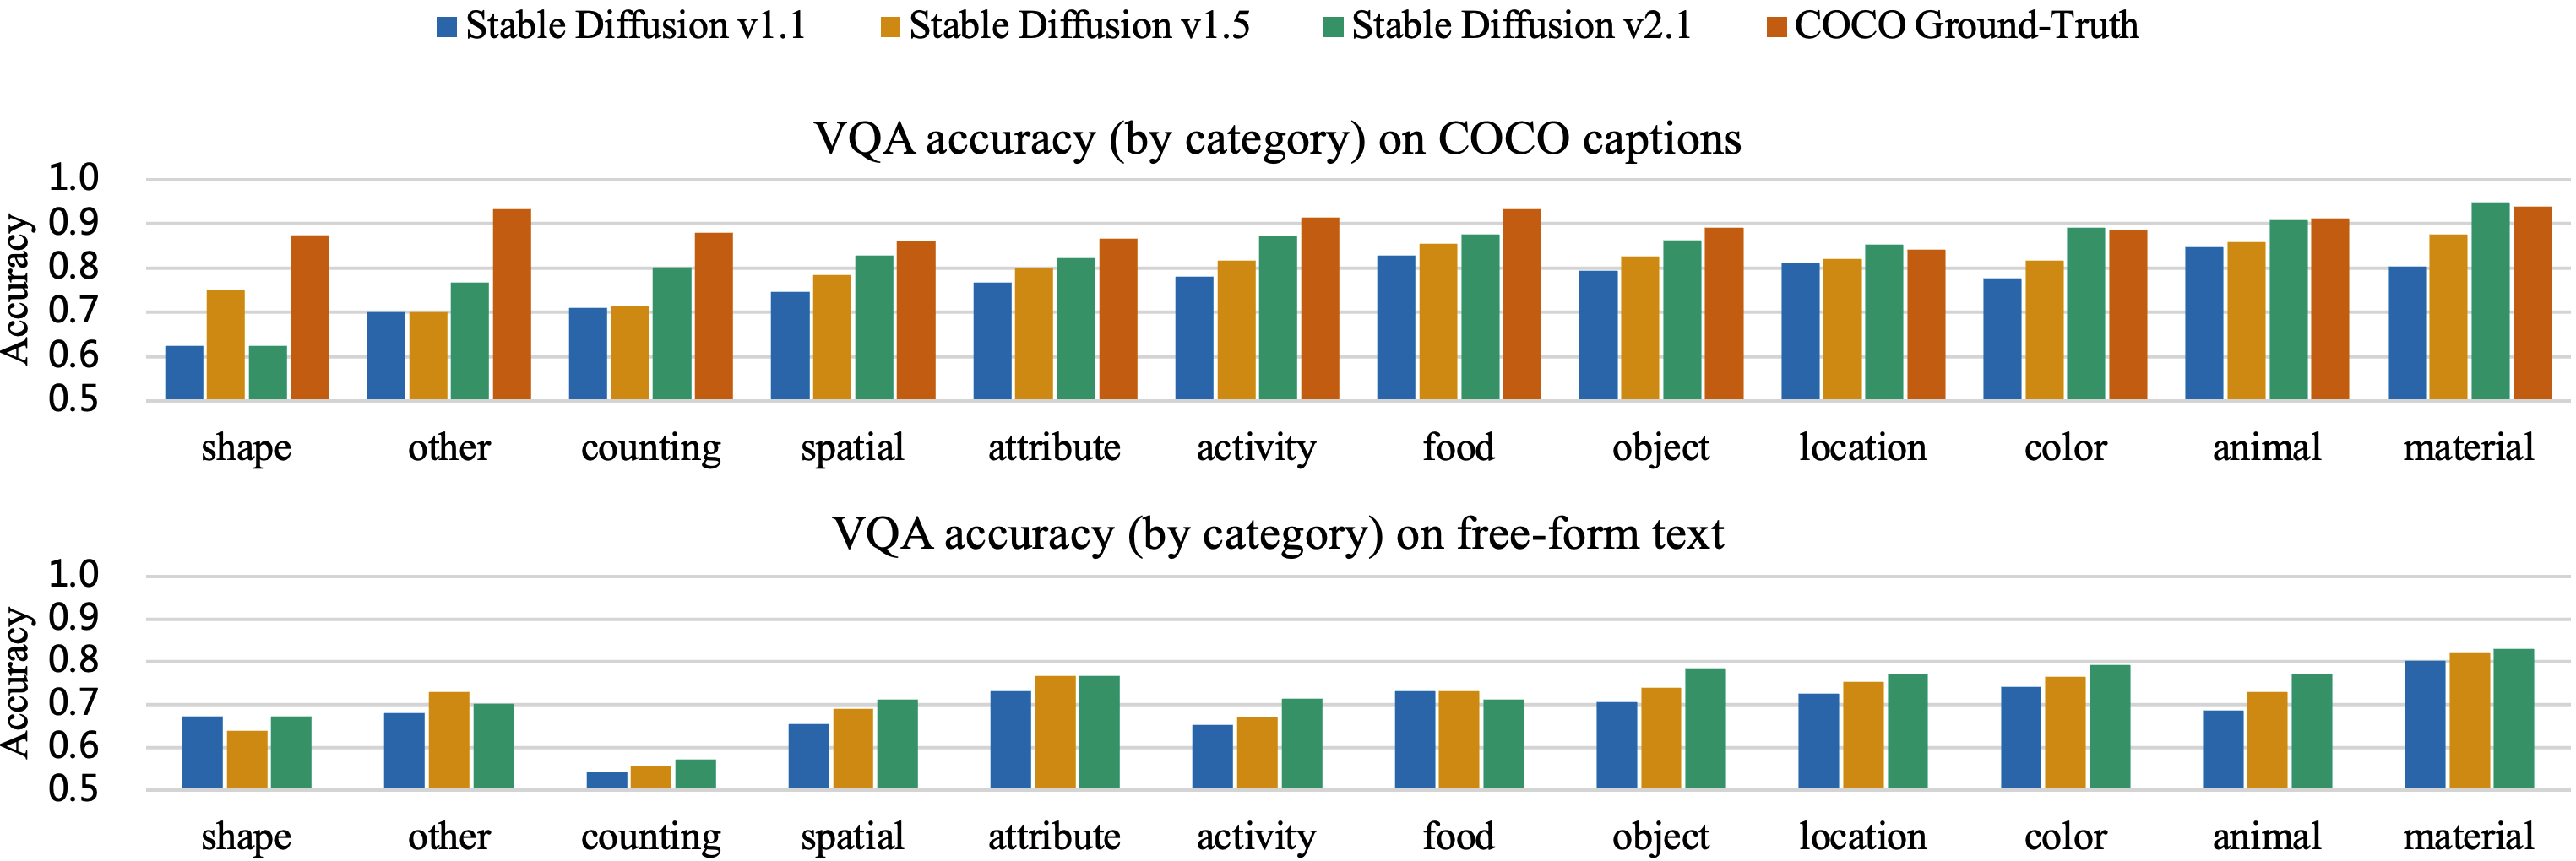 Stable Diffusion v1.1 Stable Diffusion v1.5 Stable Diffusion v2.1 COCO Ground-Truth
VQA accuracy (by category) on COCO captions
Accuracy
1.0
0.9
0.8
0.7
0.6
0.5
shape other counting spatial attribute activity food object location color animal material
VQA accuracy (by category) on free-form text
Accuracy
1.0
0.9
0.8
0.7
0.6
0.5
shape other counting spatial attribute activity food object location color animal material